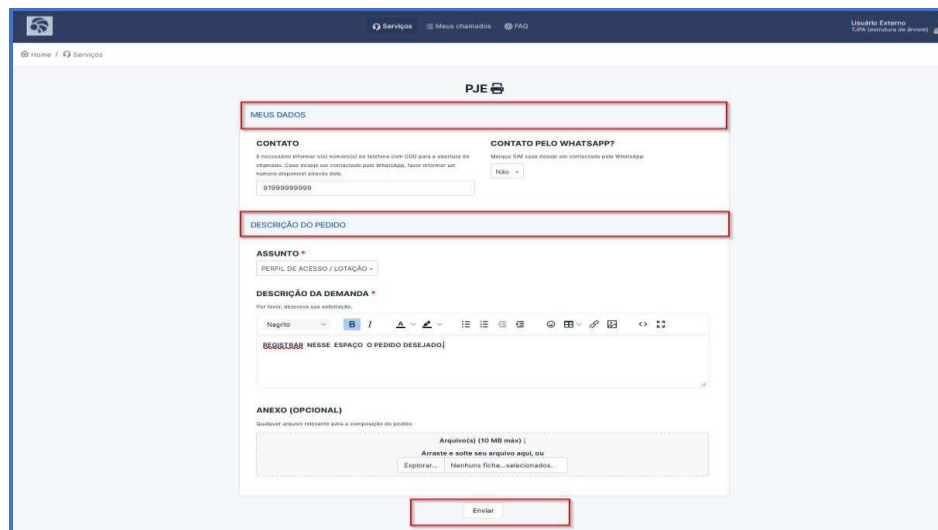 Serviços Meus chamados FAQ
Usuário Externo
TJPA (estrutura de árvore)
Home / Serviços
PJE
MEUS DADOS
CONTATO
É necessário informar o(s) número(s) de telefone com DDD para a abertura do
chamado. Caso deseje ser contactado pelo WhatsApp, favor informar um
número disponível através dele.
91999999999
CONTATO PELO WHATSAPP?
Marque SIM caso deseje ser contactado pelo WhatsApp.
Não
DESCRIÇÃO DO PEDIDO
ASSUNTO *
PERFIL DE ACESSO / LOTAÇÃO
DESCRIÇÃO DA DEMANDA *
Por favor, descreva sua solicitação.
Negrito B I A
REGISTRAR NESSE ESPAÇO O PEDIDO DESEJADO.
ANEXO (OPCIONAL)
Qualquer arquivo relevante para a composição do pedido
Arquivo(s) (10 MB máx)
Arraste e solte seu arquivo aqui, ou
Explorar... Nenhuns fiche...selecionados.
Enviar